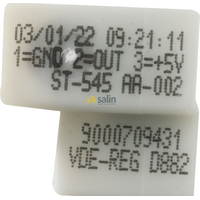 03/01/22 09:21:11
1=GND 2=OUT 3=+5V
salin
ST-545 AA-002
9000709431
VDE-REG D882